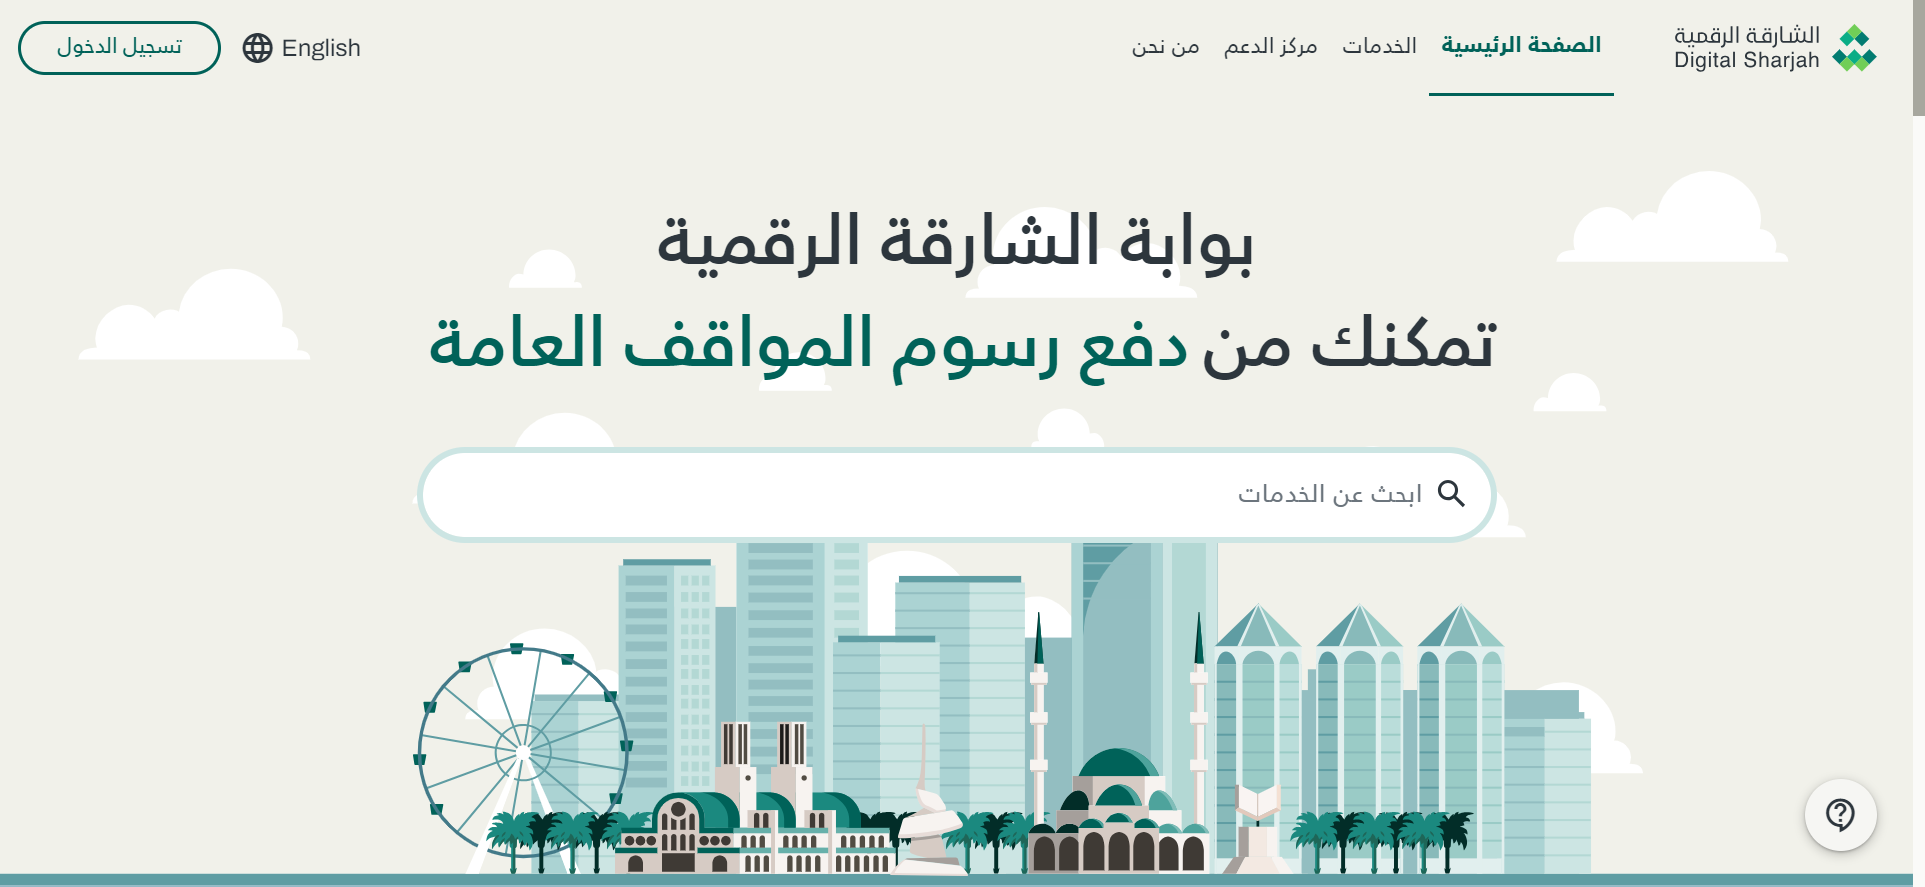 الشارقة الرقمية
Digital Sharjah
الصفحة الرئيسية
الخدمات
مركز الدعم
من نحن
English
تسجيل الدخول
بوابة الشارقة الرقمية
تمكنك من دفع رسوم المواقف العامة
ابحث عن الخدمات